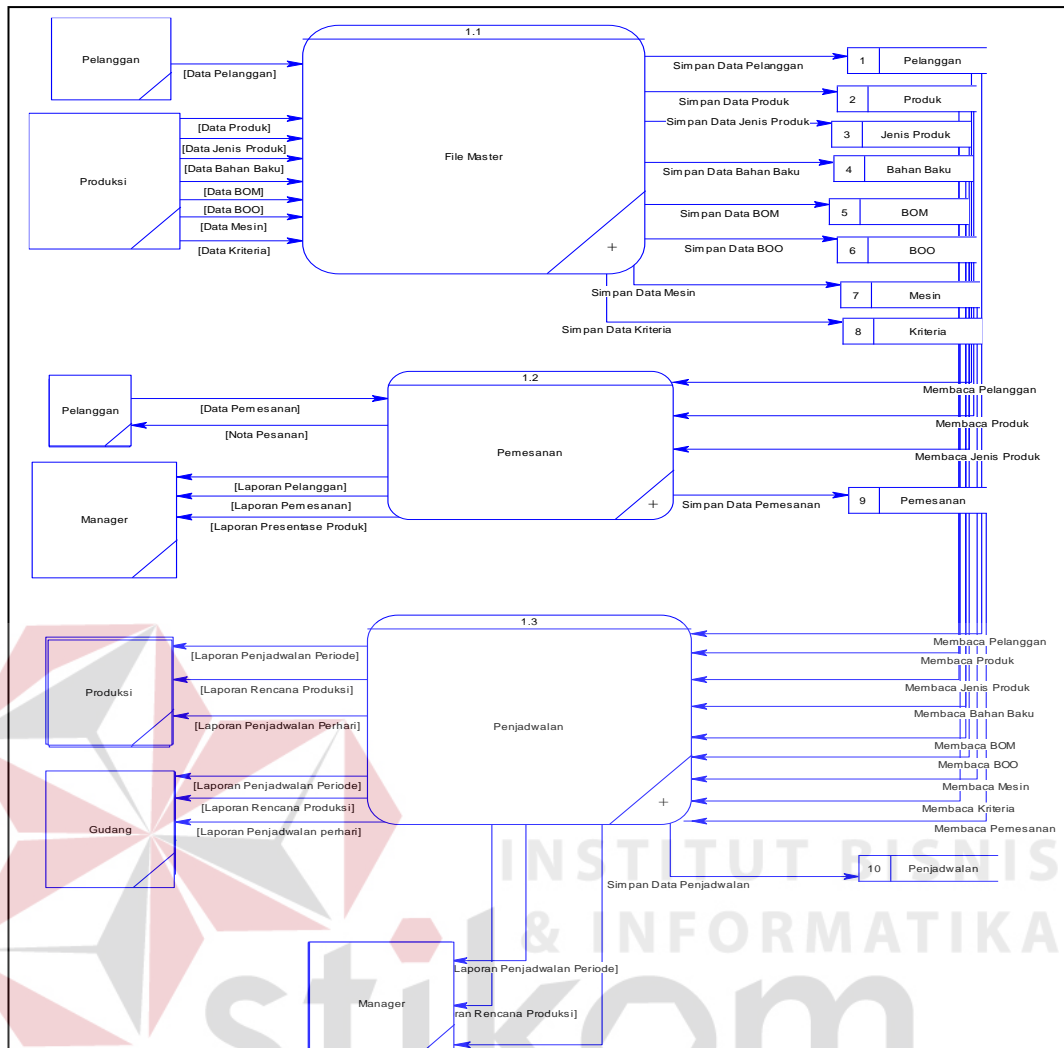 1.1
Pelanggan
[Data Pelanggan]
Simpan Data Pelanggan
1 Pelanggan
Simpan Data Produk
2 Produk
Produksi
[Data Produk]
[Data Jenis Produk]
[Data Bahan Baku]
[Data BOM]
[Data BOO]
[Data Mesin]
[Data Kriteria]
File Master
+
Simpan Data Jenis Produk
3 Jenis Produk
Simpan Data Bahan Baku
4 Bahan Baku
Simpan Data BOM
5 BOM
Simpan Data BOO
6 BOO
Simpan Data Mesin
7 Mesin
Simpan Data Kriteria
8 Kriteria
1.2
Pelanggan
[Data Pemesanan]
[Nota Pesanan]
Pemesanan
+
Membaca Pelanggan
Membaca Produk
Membaca Jenis Produk
Manager
[Laporan Pelanggan]
[Laporan Pemesanan]
[Laporan Presentase Produk]
Simpan Data Pemesanan
9 Pemesanan
1.3
Produksi
[Laporan Penjadwalan Periode]
[Laporan Rencana Produksi]
[Laporan Penjadwalan Perhari]
Penjadwalan
+
Membaca Pelanggan
Membaca Produk
Membaca Jenis Produk
Membaca Bahan Baku
Membaca BOM
Membaca BOO
Membaca Mesin
Membaca Kriteria
Membaca Pemesanan
Gudang
[Laporan Penjadwalan Periode]
[Laporan Rencana Produksi]
[Laporan Penjadwalan perhari]
Simpan Data Penjadwalan
10 Penjadwalan
INSTITUT BISNIS
& INFORMATIKA
stikom
Manager
Laporan Penjadwalan Periode]
ran Rencana Produksi]